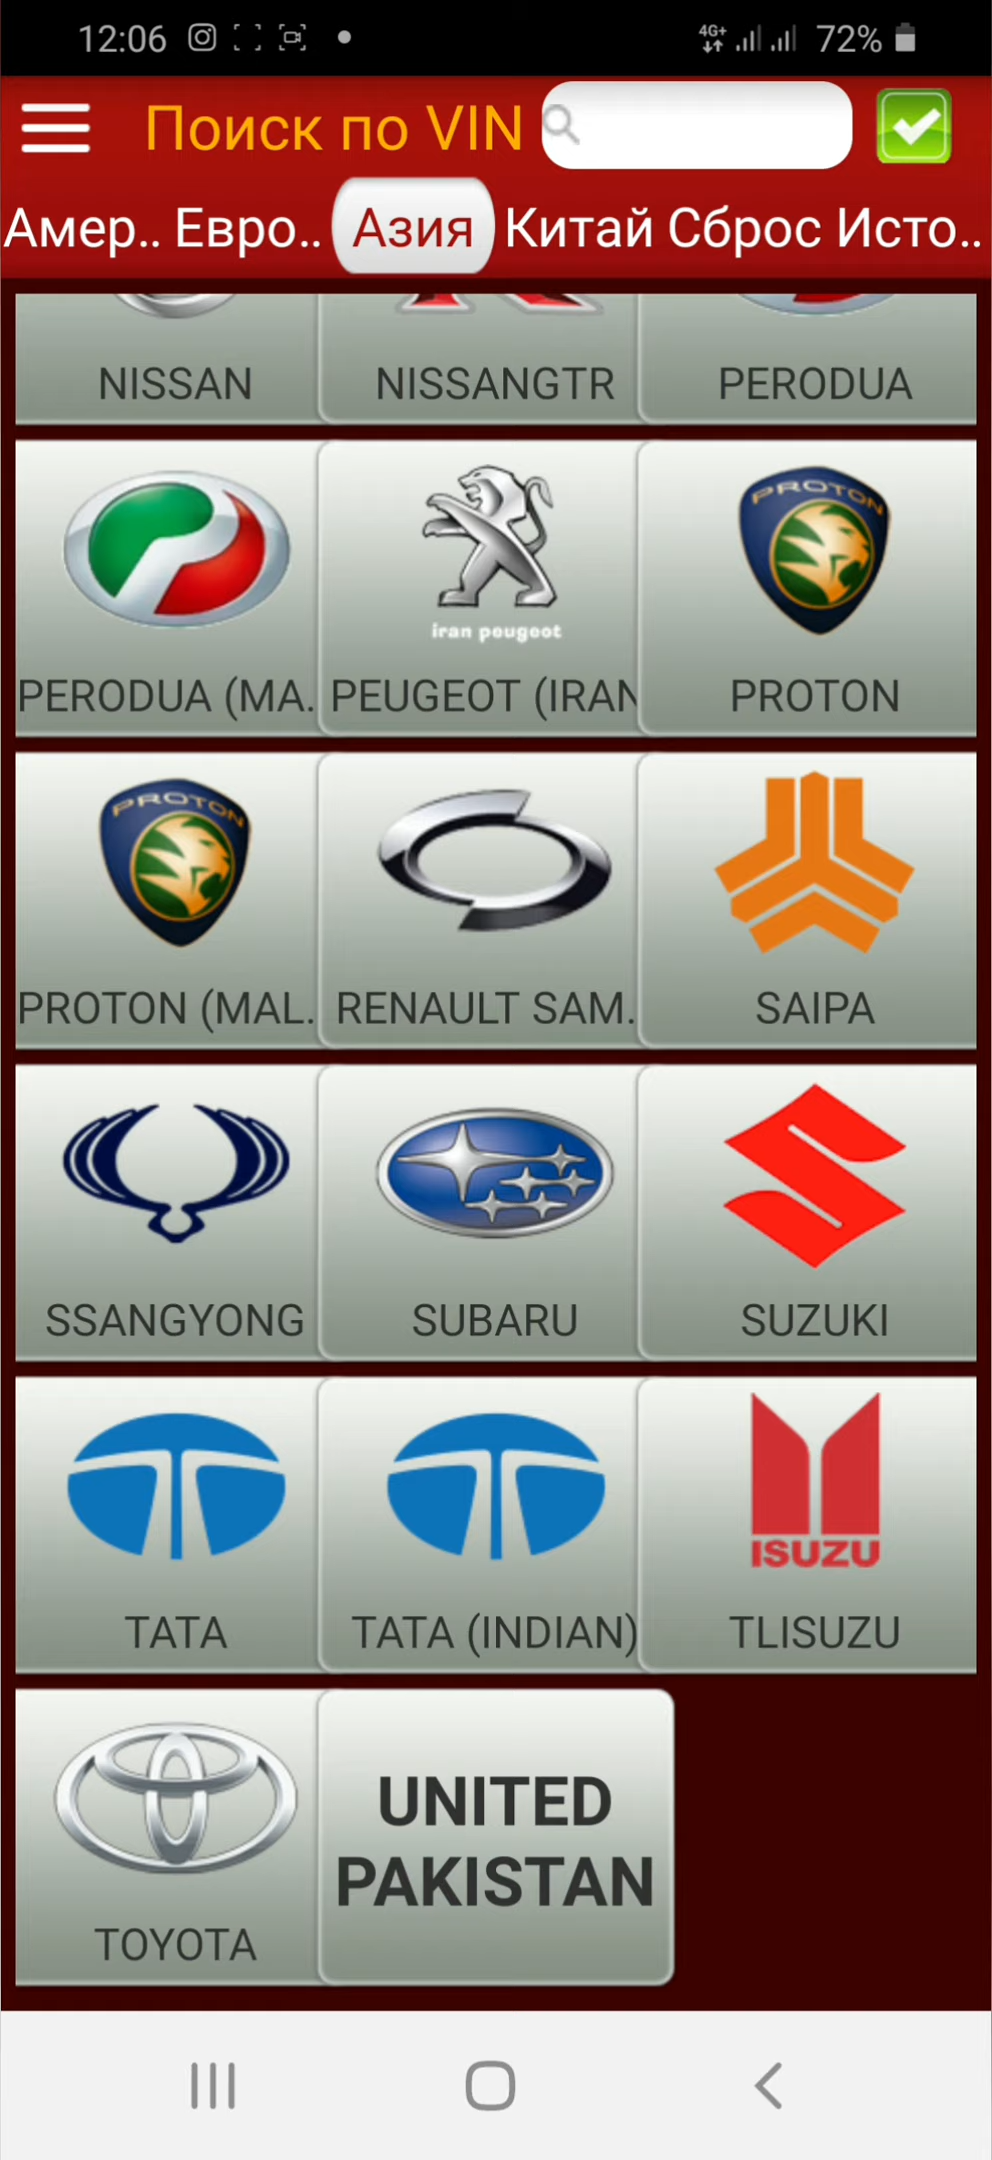 12:06 4G+ 72%
Поиск по VIN
Амер.. Евро.. Азия Китай Сброс Исто..
NISSAN NISSANGTR PERODUA
PROTON
iran peugeot
PERODUA (MA. PEUGEOT (IRAN PROTON
PROTON
PROTON (MAL. RENAULT SAM. SAIPA
SSANGYONG SUBARU SUZUKI
ISUZU
TATA TATA (INDIAN) TLISUZU
UNITED
PAKISTAN
TOYOTA